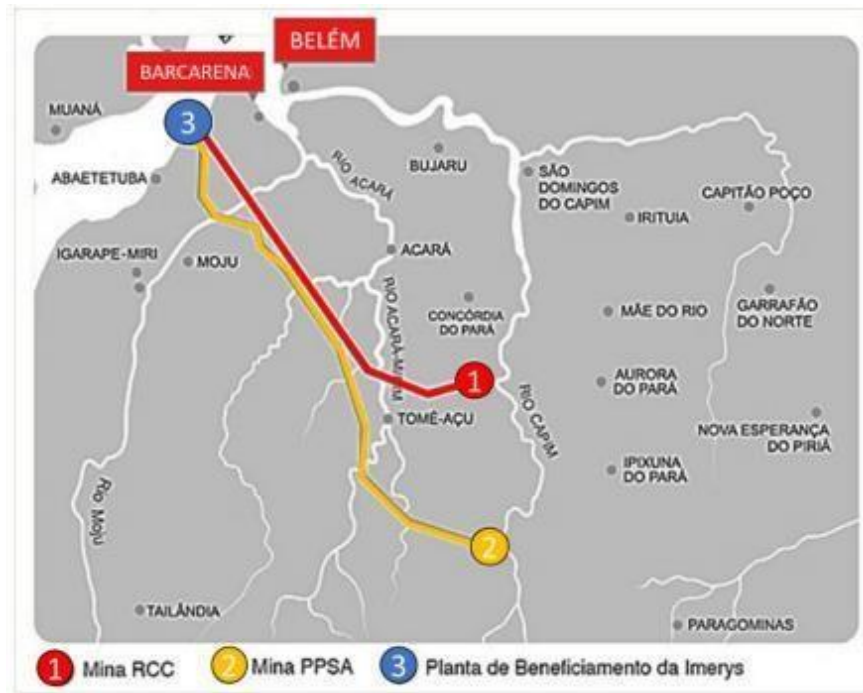 BELÉM
BARCARENA
MUANÁ
3
ABAETETUBA
RIO ACARÁ
BUJARU
SÃO
DOMINGOS
DO CAPIM
CAPITÃO POÇO
IRITUIA
IGARAPE-MIRI
MOJU
ACARÁ
RIO ACARÁ-MIRIM
CONCÓRDIA
DO PARÁ
MÃE DO RIO
GARRAFÃO
DO NORTE
1
AURORA
DO PARÁ
RIO CAPIM
TOMÉ-AÇU
NOVA ESPERANÇA
DO PIRIÁ
IPIXUNA
DO PARÁ
Rio Moju
2
TAILÂNDIA
PARAGOMINAS
1 Mina RCC 2 Mina PPSA 3 Planta de Beneficiamento da Imerys